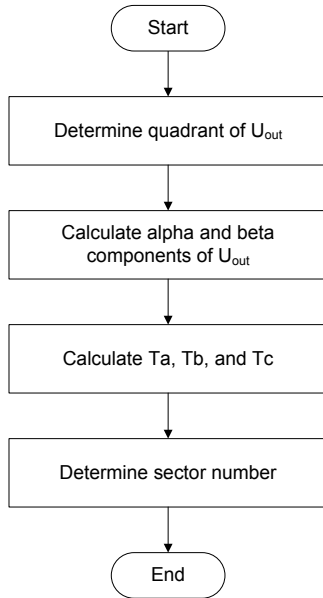 Start
Determine quadrant of Uout
Calculate alpha and beta
components of Uout
Calculate Ta, Tb, and Tc
Determine sector number
End